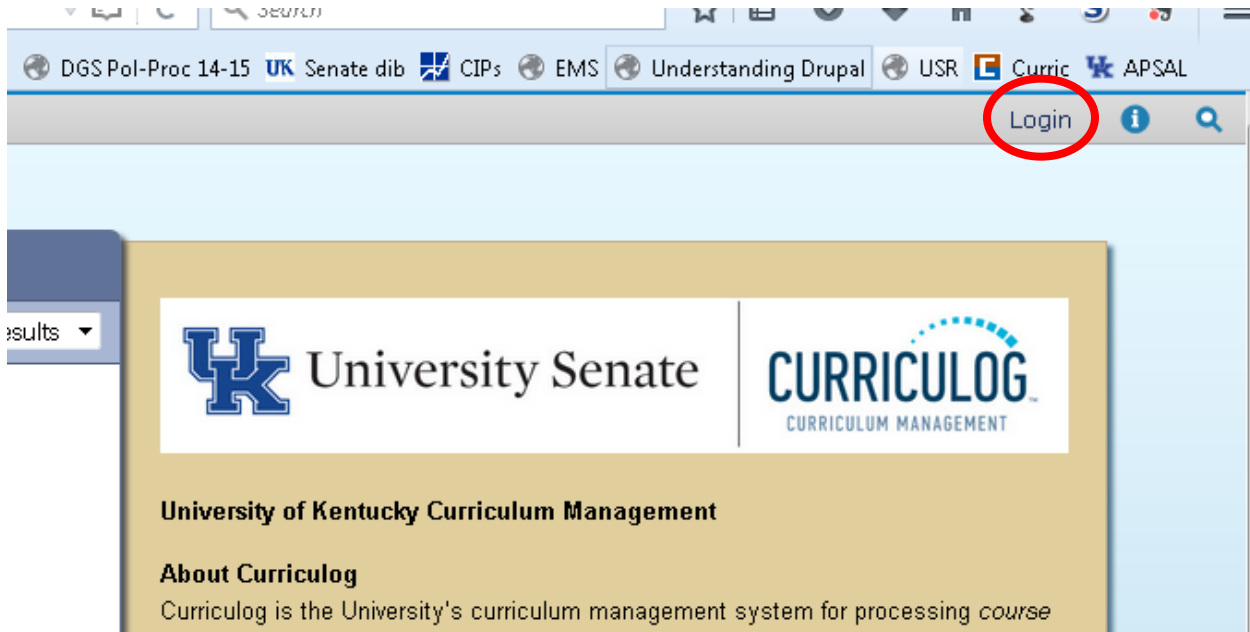 Search
DGS Pol-Proc 14-15 UK Senate dib CIPs EMS Understanding Drupal USR Curric UK APSAL
Login
esults
UK University Senate
CURRICULOG
CURRICULUM MANAGEMENT
University of Kentucky Curriculum Management
About Curriculog
Curriculog is the University's curriculum management system for processing course